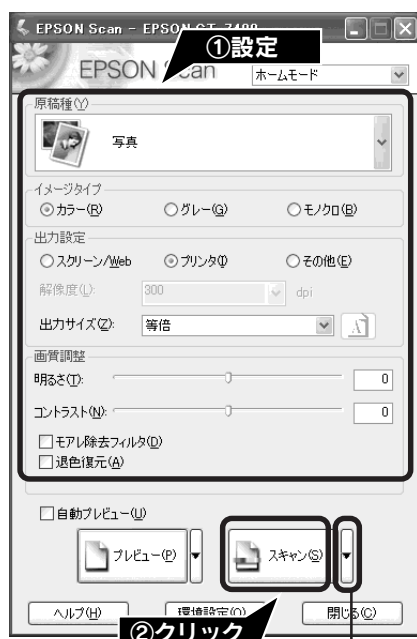 EPSON Scan - EPSON GT-7400
①設定
EPSON Scan
ホームモード
原稿種(Y)
写真
イメージタイプ
カラー(R) グレー(G) モノクロ(B)
出力設定
スクリーン/Web プリンタ(I) その他(E)
解像度(L): 300 dpi
出力サイズ(Z): 等倍
画質調整
明るさ(T): 0
コントラスト(N): 0
モアレ除去フィルタ(D)
退色復元(A)
自動プレビュー(U)
プレビュー(P) スキャン(S)
ヘルプ(H) 環境設定(O) 閉じる(C)
②クリック